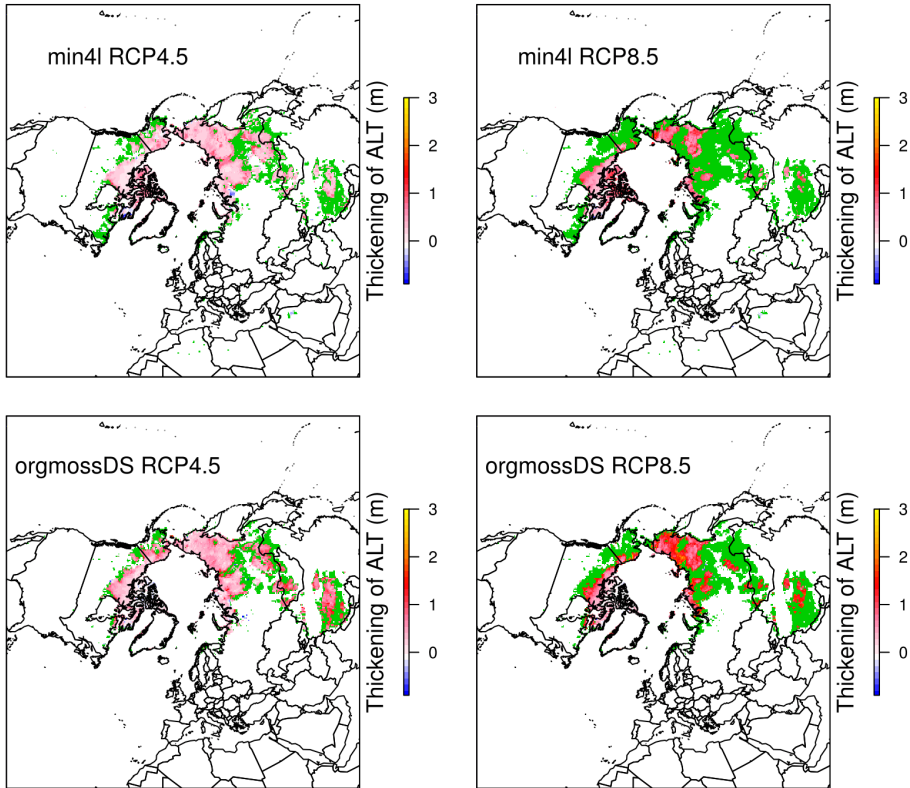 min4l RCP4.5
Thickening of ALT (m)
3
2
1
0
min4l RCP8.5
Thickening of ALT (m)
3
2
1
0
orgmossDS RCP4.5
Thickening of ALT (m)
3
2
1
0
orgmossDS RCP8.5
Thickening of ALT (m)
3
2
1
0